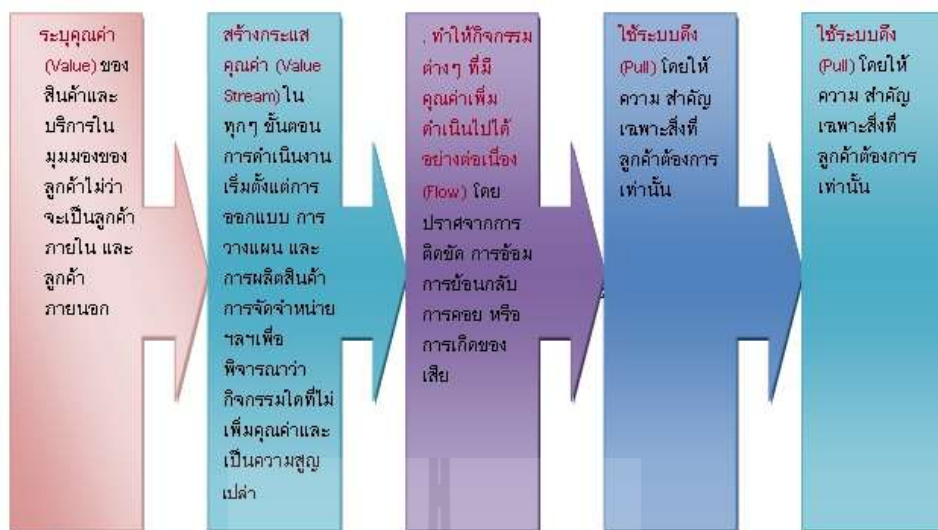 ระบุคุณค่า
(Value) ของ
สินค้าและ
บริการใน
มุมมองของ
ลูกค้าไม่ว่า
จะเป็นลูกค้า
ภายใน และ
ลูกค้า
ภายนอก
สร้างกระแส
คุณค่า (Value
Stream) ใน
ทุกๆ ขั้นตอน
การดำเนินงาน
เริ่มตั้งแต่การ
ออกแบบ การ
วางแผน และ
การผลิตสินค้า
การจัดจำหน่าย
ฯลฯเพื่อ
พิจารณาว่า
กิจกรรมใดที่ไม่
เพิ่มคุณค่าและ
เป็นความสูญ
เปล่า
. ทำให้กิจกรรม
ต่างๆ ที่มี
คุณค่าเพิ่ม
ดำเนินไปได้
อย่างต่อเนื่อง
(Flow) โดย
ปราศจากการ
ติดขัด การอ้อม
การย้อนกลับ
การคอย หรือ
การเกิดของ
เสีย
ใช้ระบบดึง
(Pull) โดยให้
ความ สำคัญ
เฉพาะสิ่งที่
ลูกค้าต้องการ
เท่านั้น
ใช้ระบบดึง
(Pull) โดยให้
ความ สำคัญ
เฉพาะสิ่งที่
ลูกค้าต้องการ
เท่านั้น